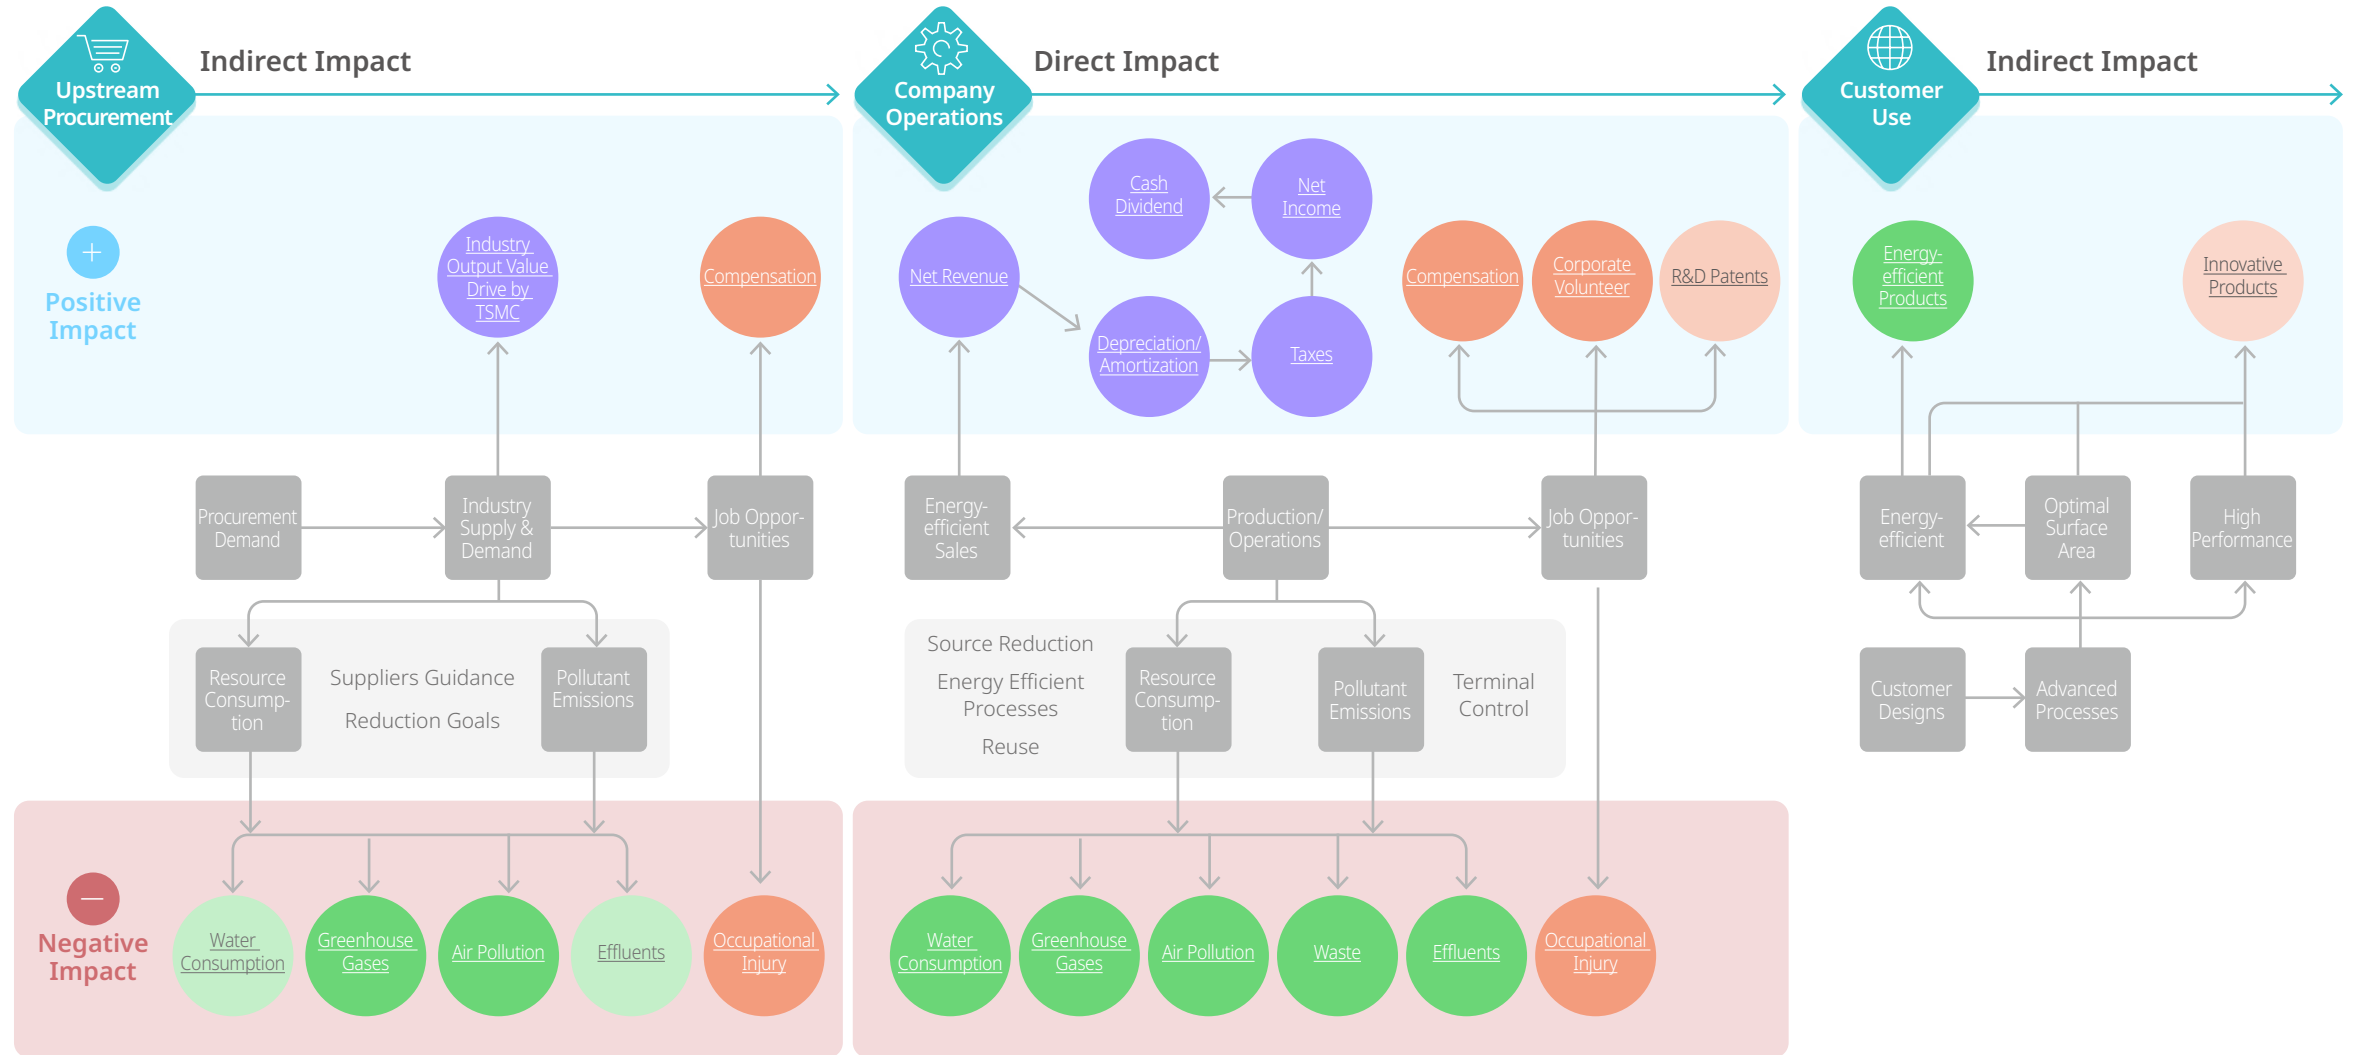 Upstream
Procurement
Indirect Impact
Company
Operations
Direct Impact
Customer
Use
Indirect Impact
Positive
Impact
Industry
Output Value
Drive by
TSMC
Compensation
Net Revenue
Cash
Dividend
Net
Income
Depreciation/
Amortization
Taxes
Compensation
Corporate
Volunteer
R&D Patents
Energy-
efficient
Products
Innovative
Products
Procurement
Demand
Industry
Supply &
Demand
Job Oppor-
tunities
Energy-
efficient
Sales
Production/
Operations
Job Oppor-
tunities
Energy-
efficient
Optimal
Surface
Area
High
Performance
Resource
Consump-
tion
Suppliers Guidance
Reduction Goals
Pollutant
Emissions
Source Reduction
Energy Efficient
Processes
Reuse
Resource
Consump-
tion
Pollutant
Emissions
Terminal
Control
Customer
Designs
Advanced
Processes
Negative
Impact
Water
Consumption
Greenhouse
Gases
Air Pollution
Effluents
Occupational
Injury
Water
Consumption
Greenhouse
Gases
Air Pollution
Waste
Effluents
Occupational
Injury